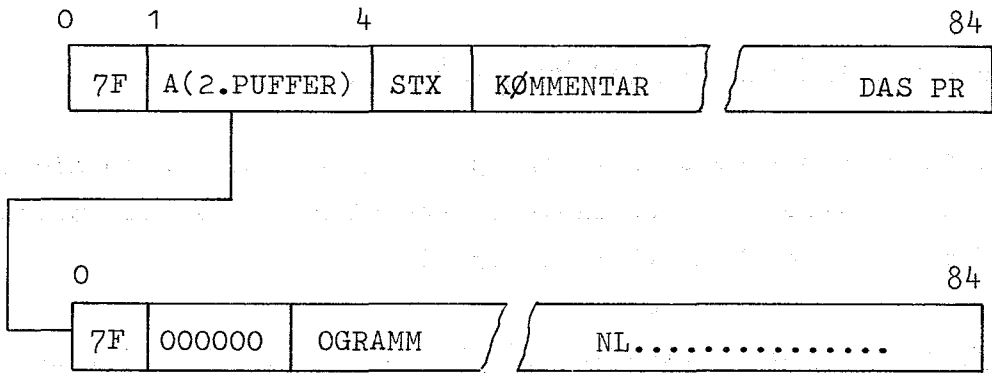 0 1 4 84
7F A(2.PUFFER) STX KØMMENTAR DAS PR
0 84
7F 000000 OGRAMM NL...............